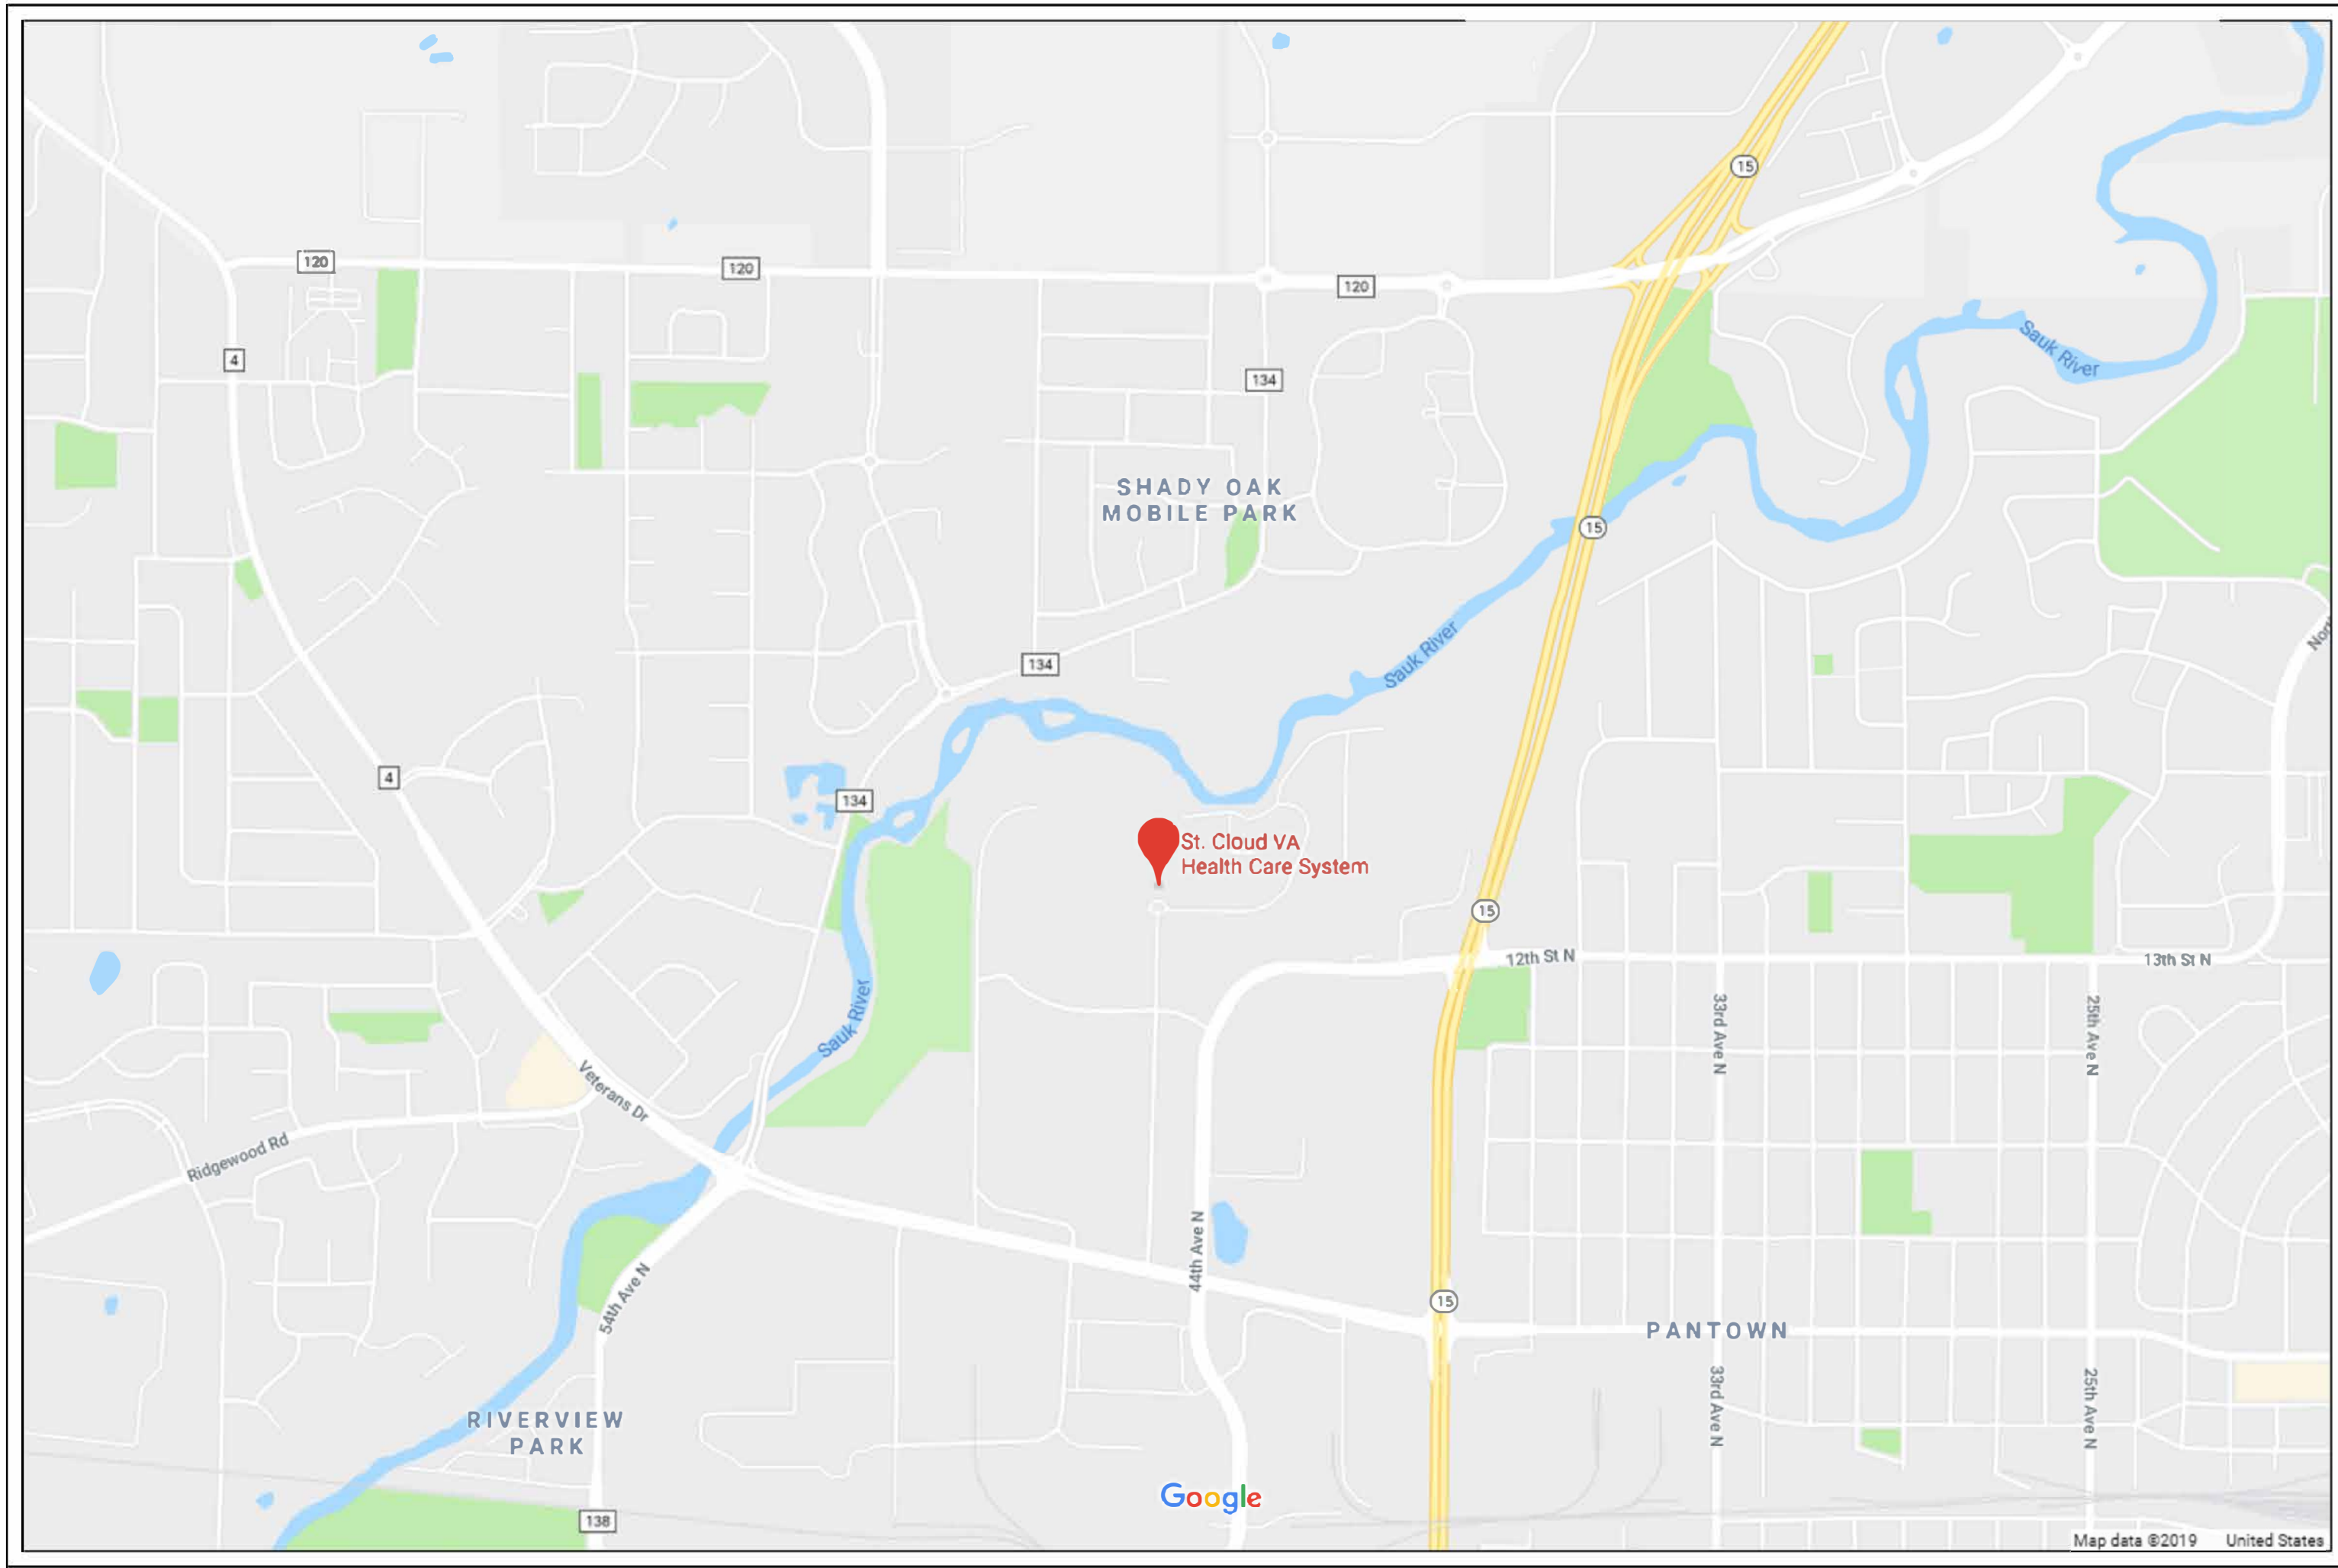 15
120
120
120
Sauk River
4
134
SHADY OAK
MOBILE PARK
15
134
Sauk River
4
134
St. Cloud VA
Health Care System
15
12th St N
13th St N
Sauk River
33rd Ave N
25th Ave N
Veterans Dr
Ridgewood Rd
44th Ave N
54th Ave N
15
PANTOWN
33rd Ave N
25th Ave N
RIVERVIEW
PARK
Google
138
Map data ©2019 United States